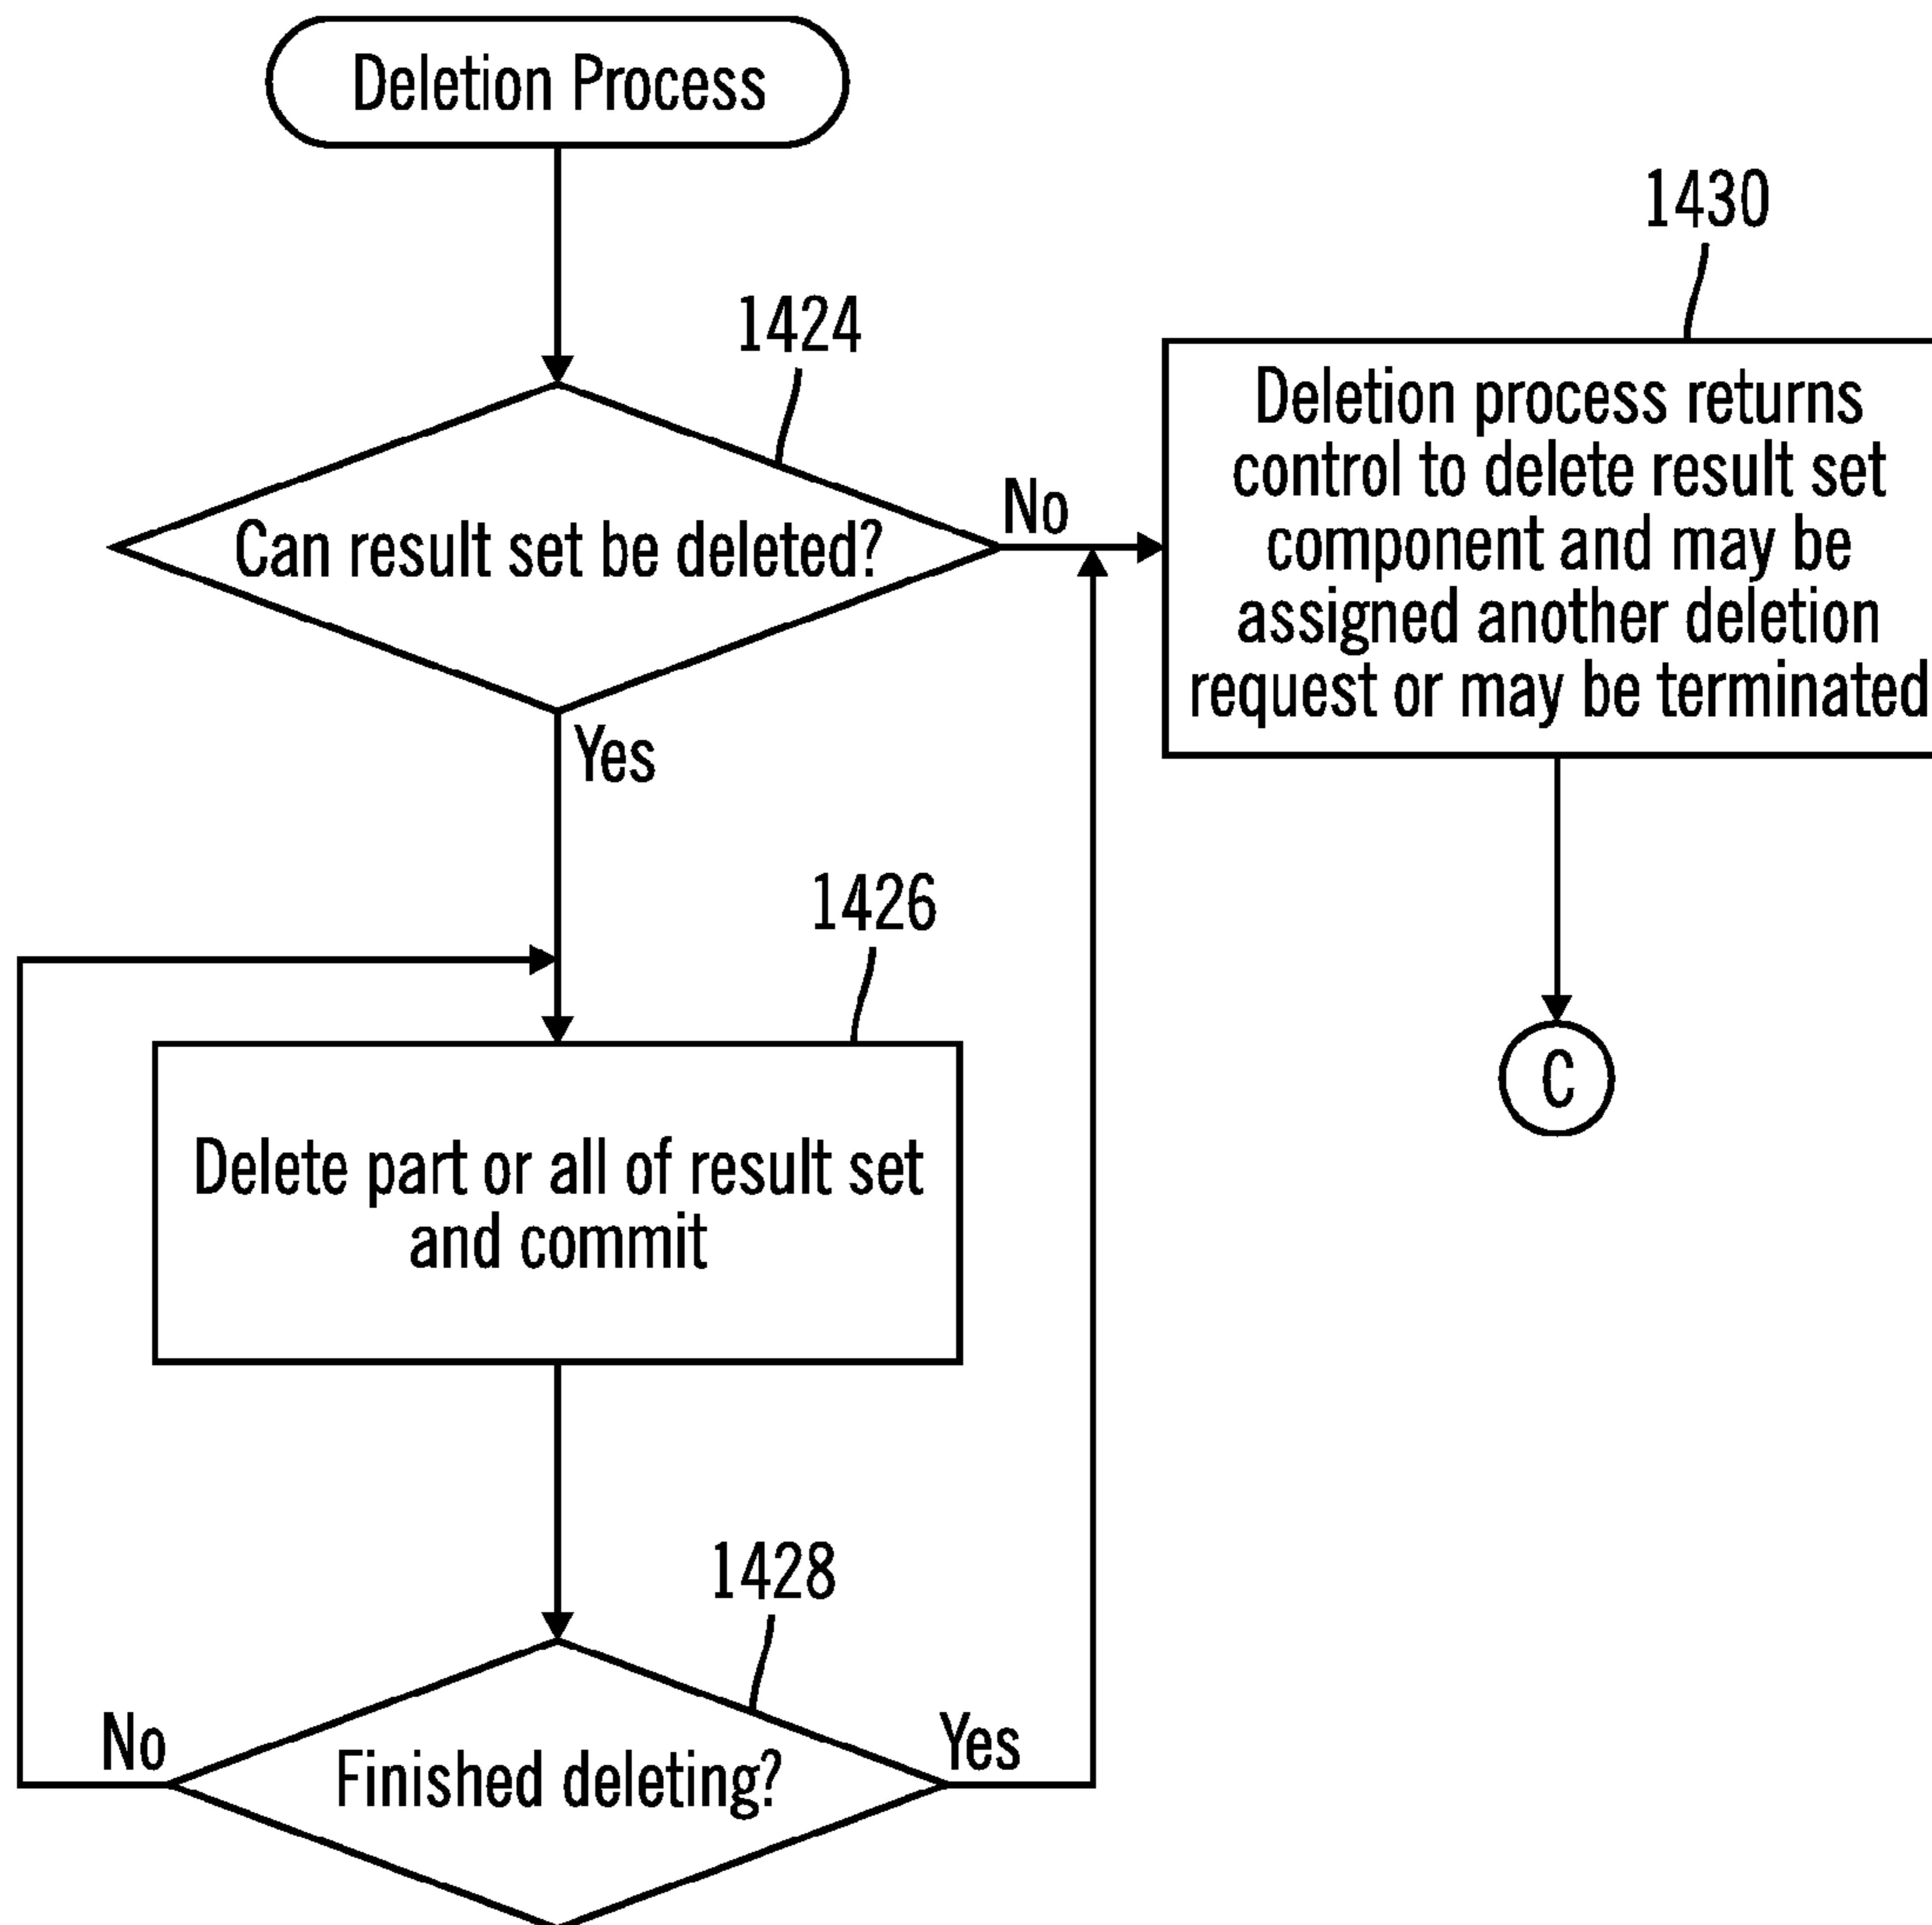 Deletion Process
1430
1424
Deletion process returns
control to delete result set
component and may be
assigned another deletion
request or may be terminated
No
Can result set be deleted?
Yes
1426
Delete part or all of result set
and commit
C
1428
No
Yes
Finished deleting?